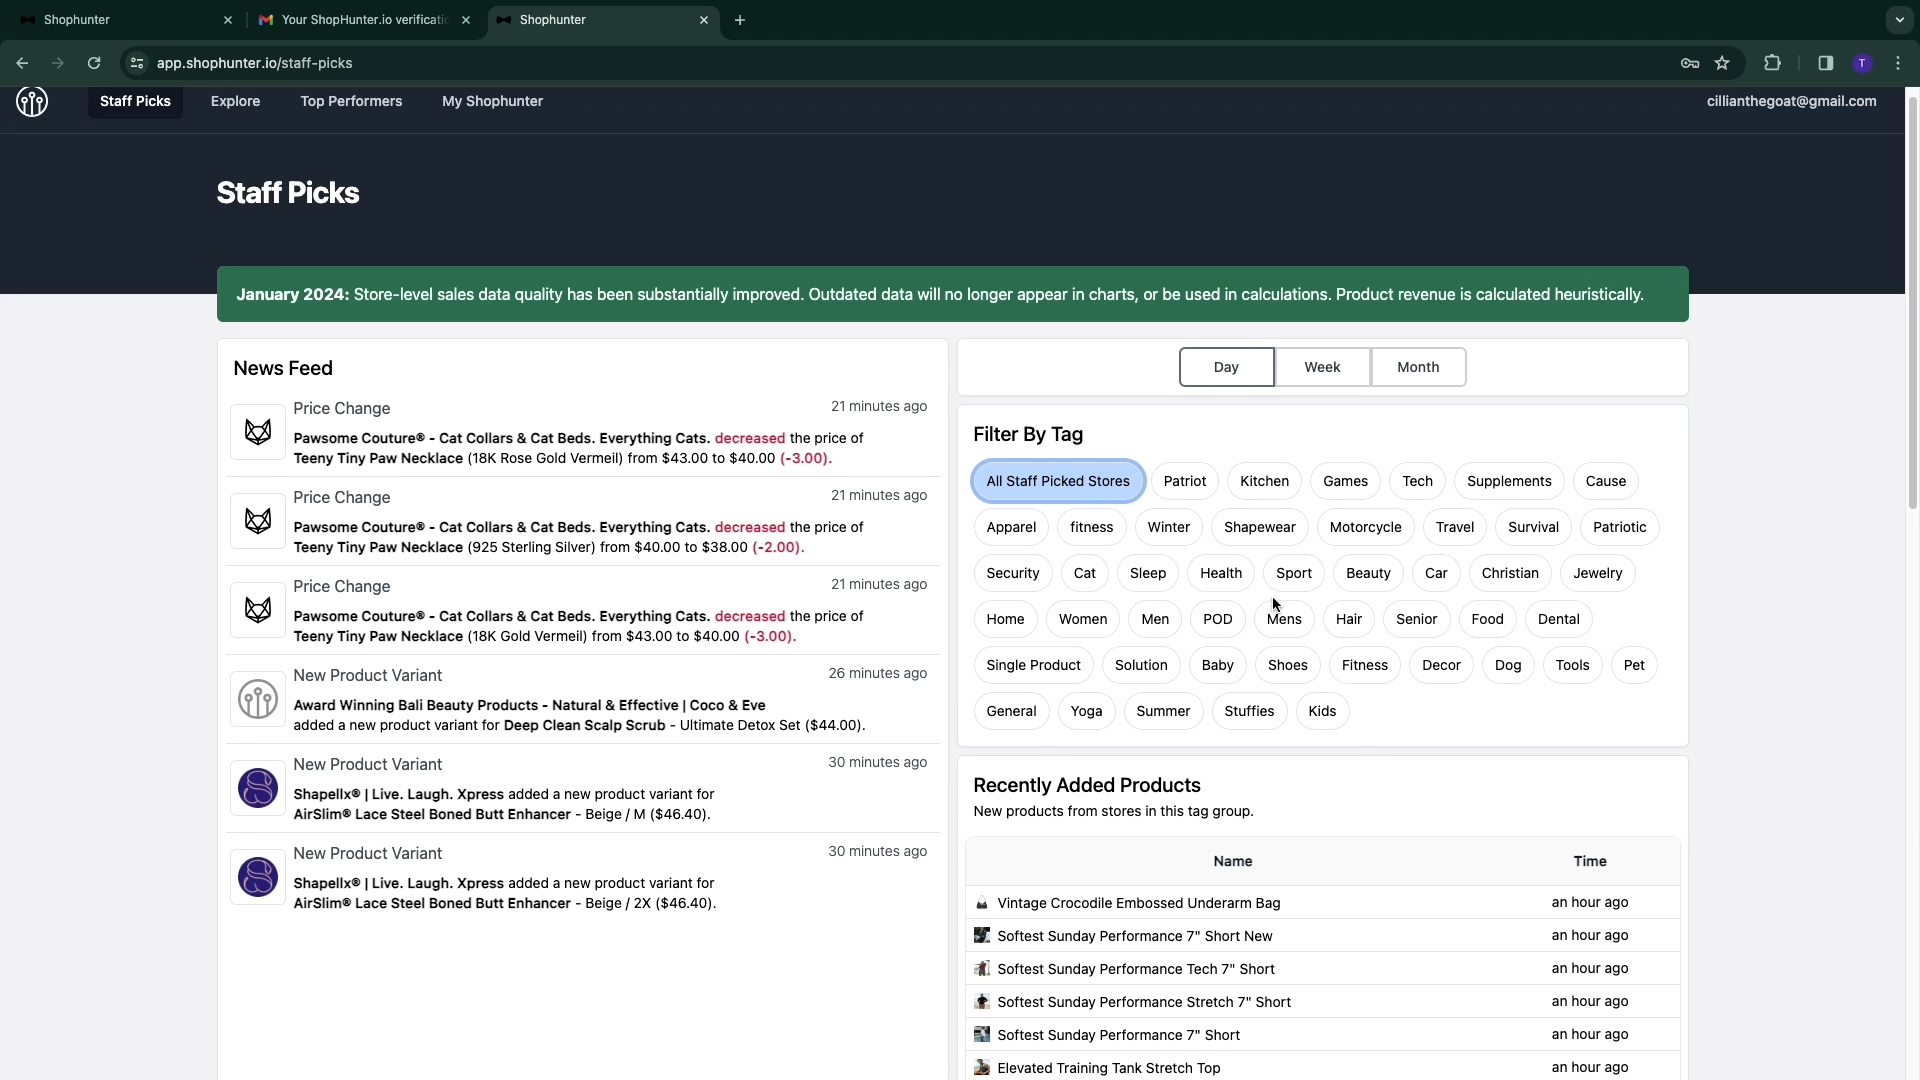 Shophunter
Your ShopHunter.io verificatio
Shophunter
app.shophunter.io/staff-picks
T
Staff Picks
Explore
Top Performers
My Shophunter
cillianthegoat@gmail.com
Staff Picks
January 2024: Store-level sales data quality has been substantially improved. Outdated data will no longer appear in charts, or be used in calculations. Product revenue is calculated heuristically.
News Feed
Price Change
21 minutes ago
Pawsome Couture® - Cat Collars & Cat Beds. Everything Cats. decreased the price of
Teeny Tiny Paw Necklace (18K Rose Gold Vermeil) from $43.00 to $40.00 (-3.00).
Price Change
21 minutes ago
Pawsome Couture® - Cat Collars & Cat Beds. Everything Cats. decreased the price of
Teeny Tiny Paw Necklace (925 Sterling Silver) from $40.00 to $38.00 (-2.00).
Price Change
21 minutes ago
Pawsome Couture® - Cat Collars & Cat Beds. Everything Cats. decreased the price of
Teeny Tiny Paw Necklace (18K Gold Vermeil) from $43.00 to $40.00 (-3.00).
New Product Variant
26 minutes ago
Award Winning Bali Beauty Products - Natural & Effective | Coco & Eve
added a new product variant for Deep Clean Scalp Scrub - Ultimate Detox Set ($44.00).
New Product Variant
30 minutes ago
Shapellx® | Live. Laugh. Xpress added a new product variant for
AirSlim® Lace Steel Boned Butt Enhancer - Beige / M ($46.40).
New Product Variant
30 minutes ago
Shapellx® | Live. Laugh. Xpress added a new product variant for
AirSlim® Lace Steel Boned Butt Enhancer - Beige / 2X ($46.40).
Day
Week
Month
Filter By Tag
All Staff Picked Stores Patriot Kitchen Games Tech Supplements Cause
Apparel fitness Winter Shapewear Motorcycle Travel Survival Patriotic
Security Cat Sleep Health Sport Beauty Car Christian Jewelry
Home Women Men POD Mens Hair Senior Food Dental
Single Product Solution Baby Shoes Fitness Decor Dog Tools Pet
General Yoga Summer Stuffies Kids
Recently Added Products
New products from stores in this tag group.
Name Time
Vintage Crocodile Embossed Underarm Bag an hour ago
Softest Sunday Performance 7" Short New an hour ago
Softest Sunday Performance Tech 7" Short an hour ago
Softest Sunday Performance Stretch 7" Short an hour ago
Softest Sunday Performance 7" Short an hour ago
Elevated Training Tank Stretch Top an hour ago